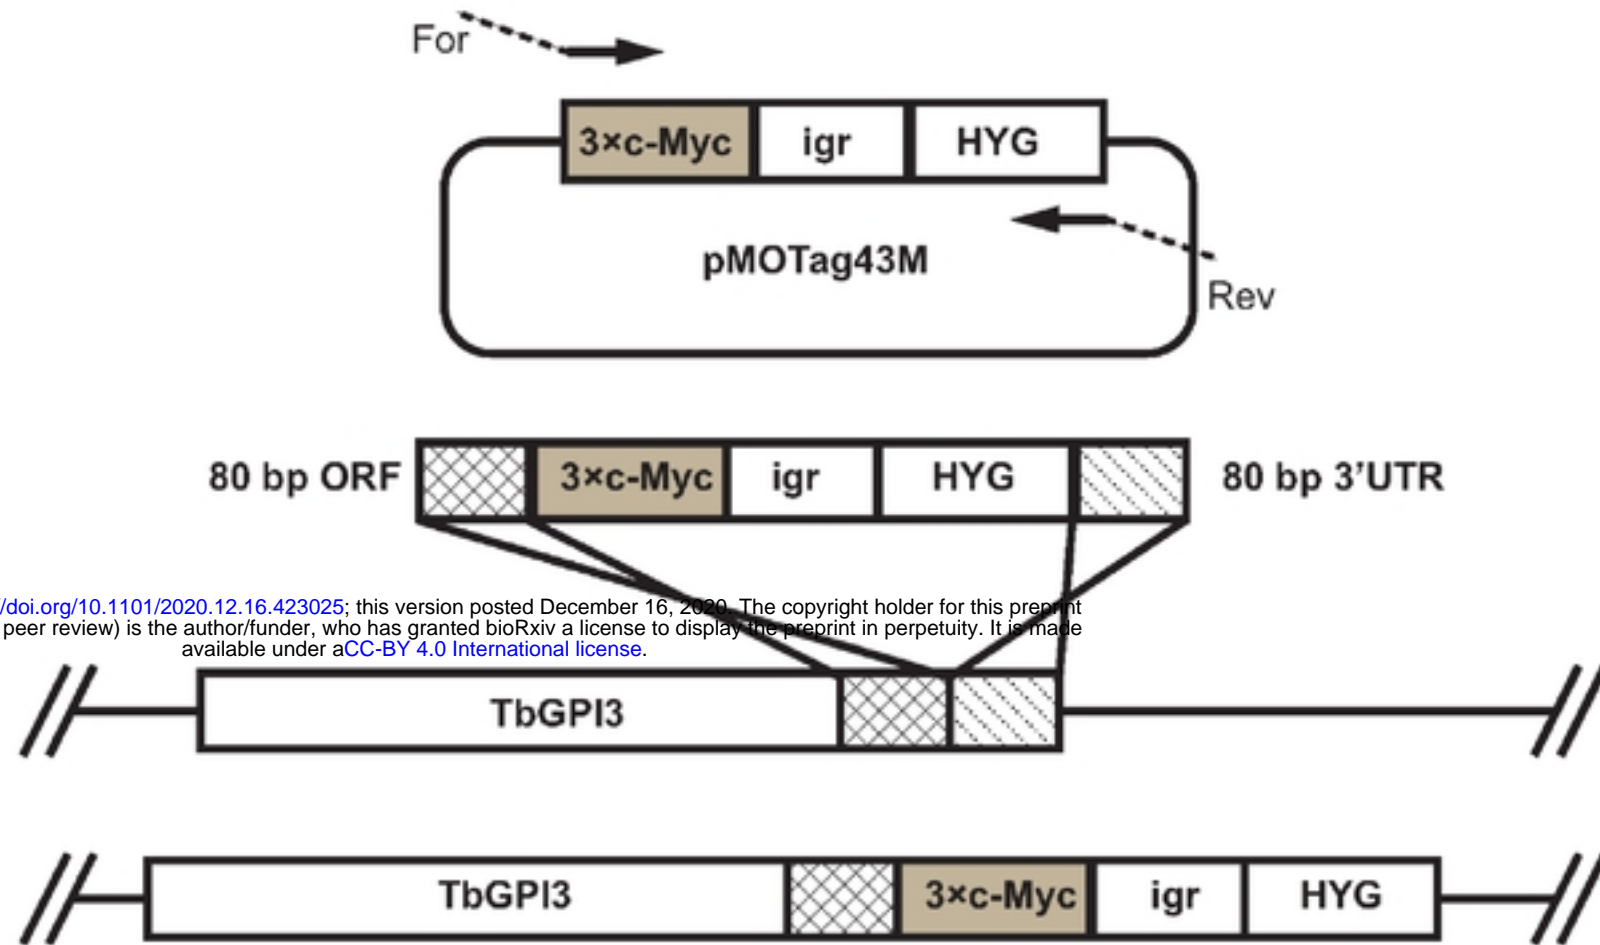 For
3×c-Myc igr HYG
pMOTag43M
Rev
80 bp ORF 3×c-Myc igr HYG 80 bp 3’UTR
/doi.org/10.1101/2020.12.16.423025; this version posted December 16, 2020. The copyright holder for this preprint
peer review) is the author/funder, who has granted bioRxiv a license to display the preprint in perpetuity. It is made
available under aCC-BY 4.0 International license.
TbGPI3
TbGPI3 3×c-Myc igr HYG